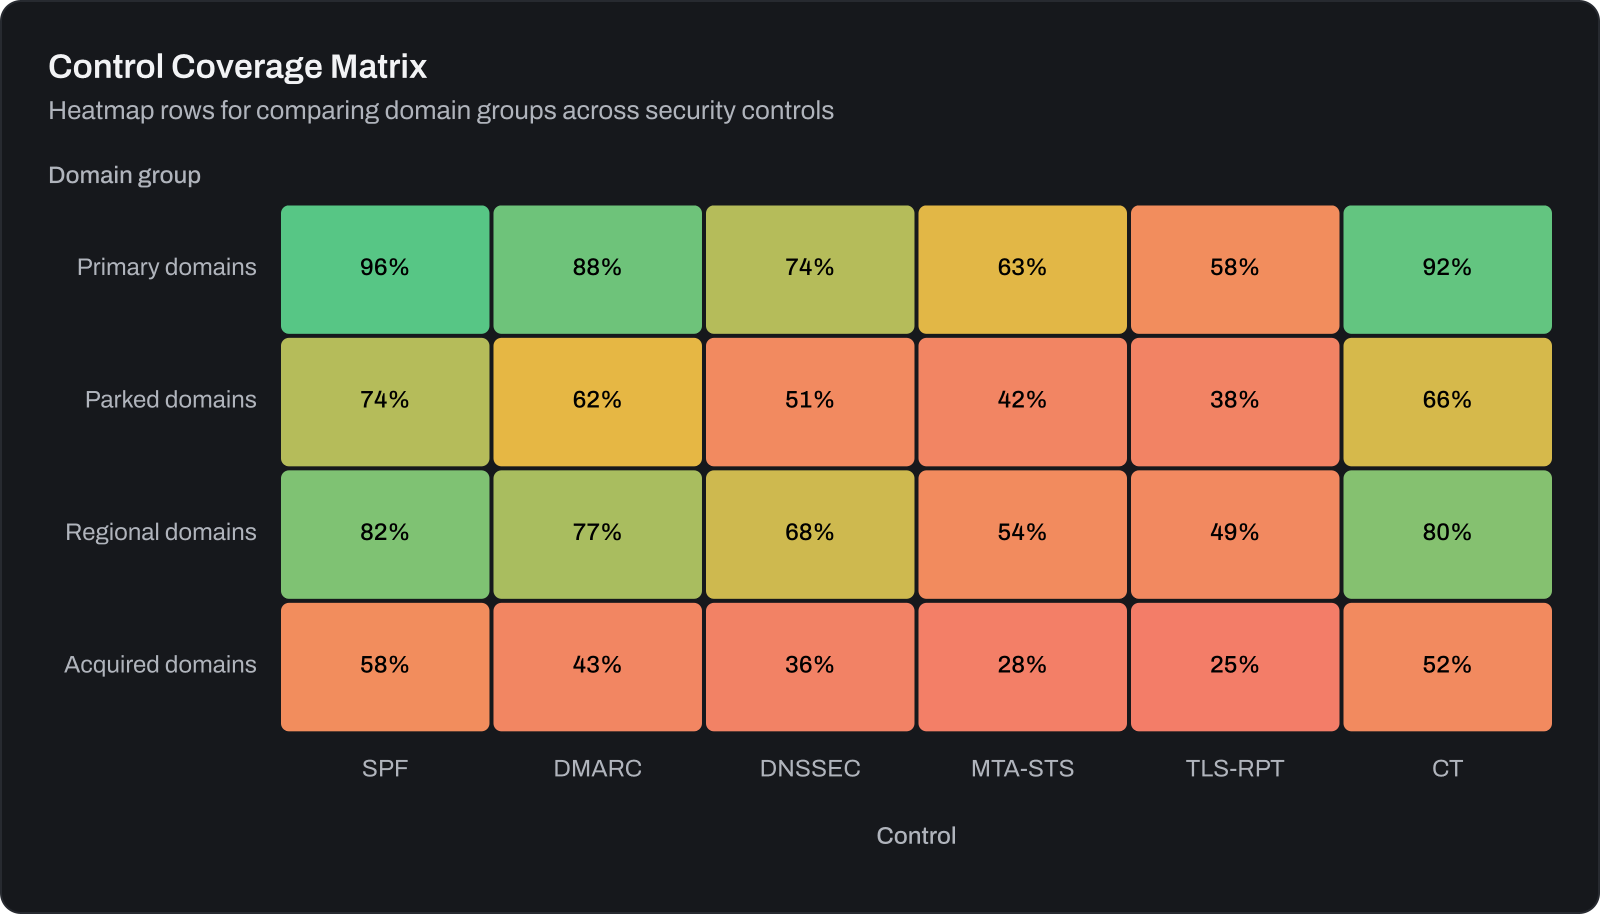 Control Coverage Matrix
Heatmap rows for comparing domain groups across security controls
Domain group
Primary domains 96% 88% 74% 63% 58% 92%
Parked domains 74% 62% 51% 42% 38% 66%
Regional domains 82% 77% 68% 54% 49% 80%
Acquired domains 58% 43% 36% 28% 25% 52%
SPF DMARC DNSSEC MTA-STS TLS-RPT CT
Control